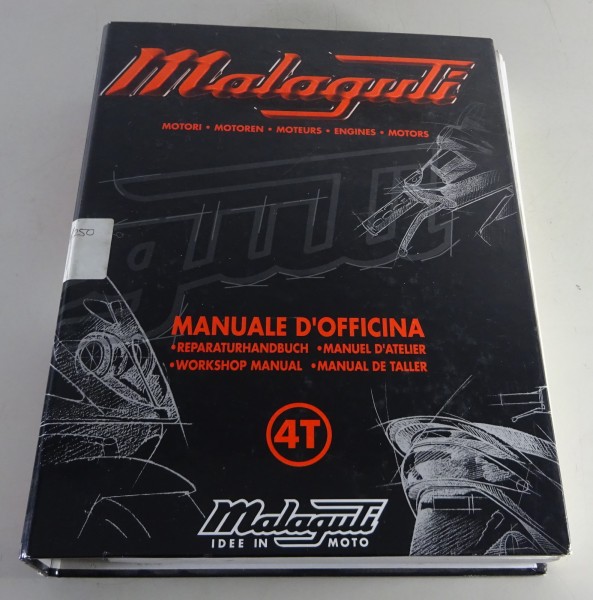 Malaguti
MOTORI • MOTOREN • MOTEURS • ENGINES • MOTORS
250
MANUALE D'OFFICINA
•REPARATURHANDBUCH •MANUEL D'ATELIER
•WORKSHOP MANUAL •MANUAL DE TALLER
4T
Malaguti
IDEE IN MOTO